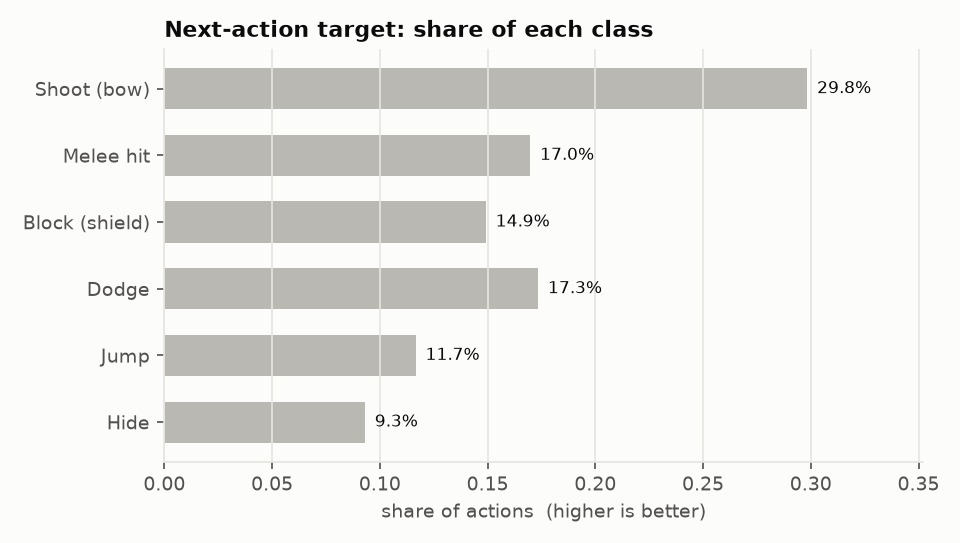 Next-action target: share of each class
Shoot (bow)
29.8%
Melee hit
17.0%
Block (shield)
14.9%
Dodge
17.3%
Jump
11.7%
Hide
9.3%
0.00 0.05 0.10 0.15 0.20 0.25 0.30 0.35
share of actions  (higher is better)